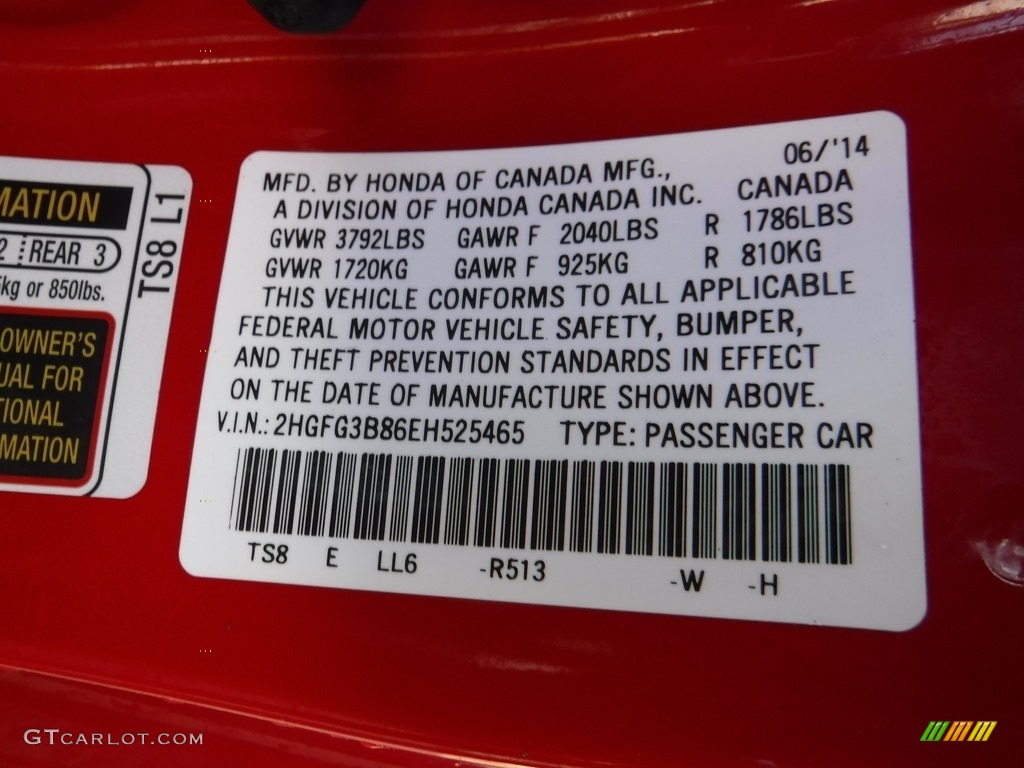 MATION
2 REAR 3
kg or 850lbs.
OWNER'S
UAL FOR
TIONAL
RMATION
TS8 L1
06/'14
MFD. BY HONDA OF CANADA MFG.,
A DIVISION OF HONDA CANADA INC. CANADA
GVWR 3792LBS GAWR F 2040LBS R 1786LBS
GVWR 1720KG GAWR F 925KG R 810KG
THIS VEHICLE CONFORMS TO ALL APPLICABLE
FEDERAL MOTOR VEHICLE SAFETY, BUMPER,
AND THEFT PREVENTION STANDARDS IN EFFECT
ON THE DATE OF MANUFACTURE SHOWN ABOVE.
V.I.N.: 2HGFG3B86EH525465 TYPE: PASSENGER CAR
TS8 E LL6 -R513 -W -H
GTCARLOT.COM